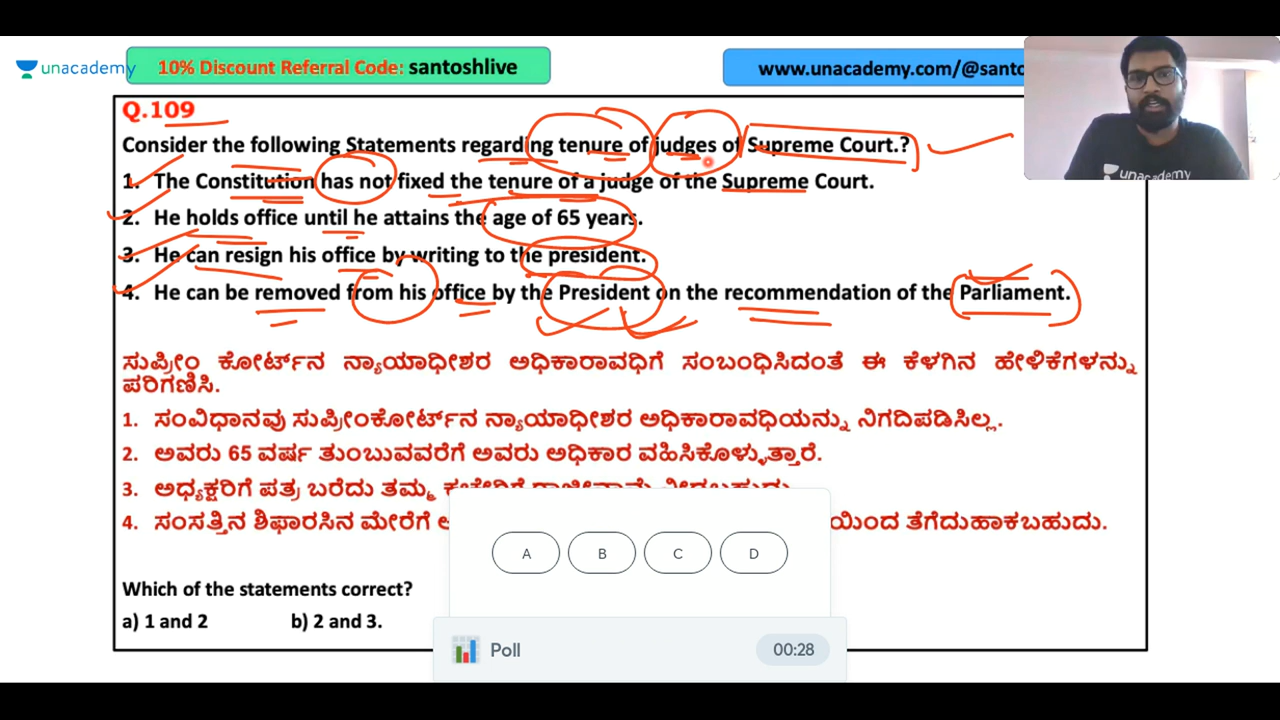 unacademy
10% Discount Referral Code: santoshlive
www.unacademy.com/@santo
Q.109
Consider the following Statements regarding tenure of judges of Supreme Court.?
1. The Constitution has not fixed the tenure of a judge of the Supreme Court.
2. He holds office until he attains the age of 65 years.
3. He can resign his office by writing to the president.
4. He can be removed from his office by the President on the recommendation of the Parliament.
ಸುಪ್ರೀಂ ಕೋರ್ಟ್‌ನ ನ್ಯಾಯಾಧೀಶರ ಅಧಿಕಾರಾವಧಿಗೆ ಸಂಬಂಧಿಸಿದಂತೆ ಈ ಕೆಳಗಿನ ಹೇಳಿಕೆಗಳನ್ನು
ಪರಿಗಣಿಸಿ.
1. ಸಂವಿಧಾನವು ಸುಪ್ರೀಂಕೋರ್ಟ್‌ನ ನ್ಯಾಯಾಧೀಶರ ಅಧಿಕಾರಾವಧಿಯನ್ನು ನಿಗದಿಪಡಿಸಿಲ್ಲ.
2. ಅವರು 65 ವರ್ಷ ತುಂಬುವವರೆಗೆ ಅವರು ಅಧಿಕಾರ ವಹಿಸಿಕೊಳ್ಳುತ್ತಾರೆ.
3. ಅಧ್ಯಕ್ಷರಿಗೆ ಪತ್ರ ಬರೆದು ತಮ್ಮ
4. ಸಂಸತ್ತಿನ ಶಿಫಾರಸಿನ ಮೇರೆಗೆ ಯಿಂದ ತೆಗೆದುಹಾಕಬಹುದು.
A B C D
Which of the statements correct?
a) 1 and 2 b) 2 and 3.
Poll 00:28